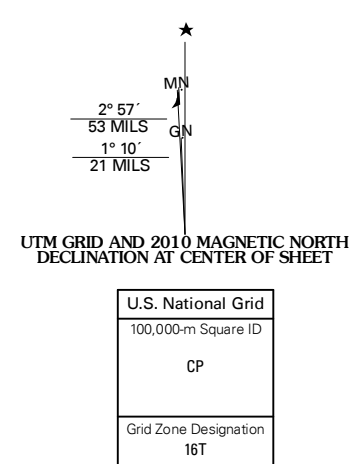 MN
2° 57´
53 MILS
GN
1° 10´
21 MILS
UTM GRID AND 2010 MAGNETIC NORTH
DECLINATION AT CENTER OF SHEET
U.S. National Grid
100,000-m Square ID
CP
Grid Zone Designation
16T